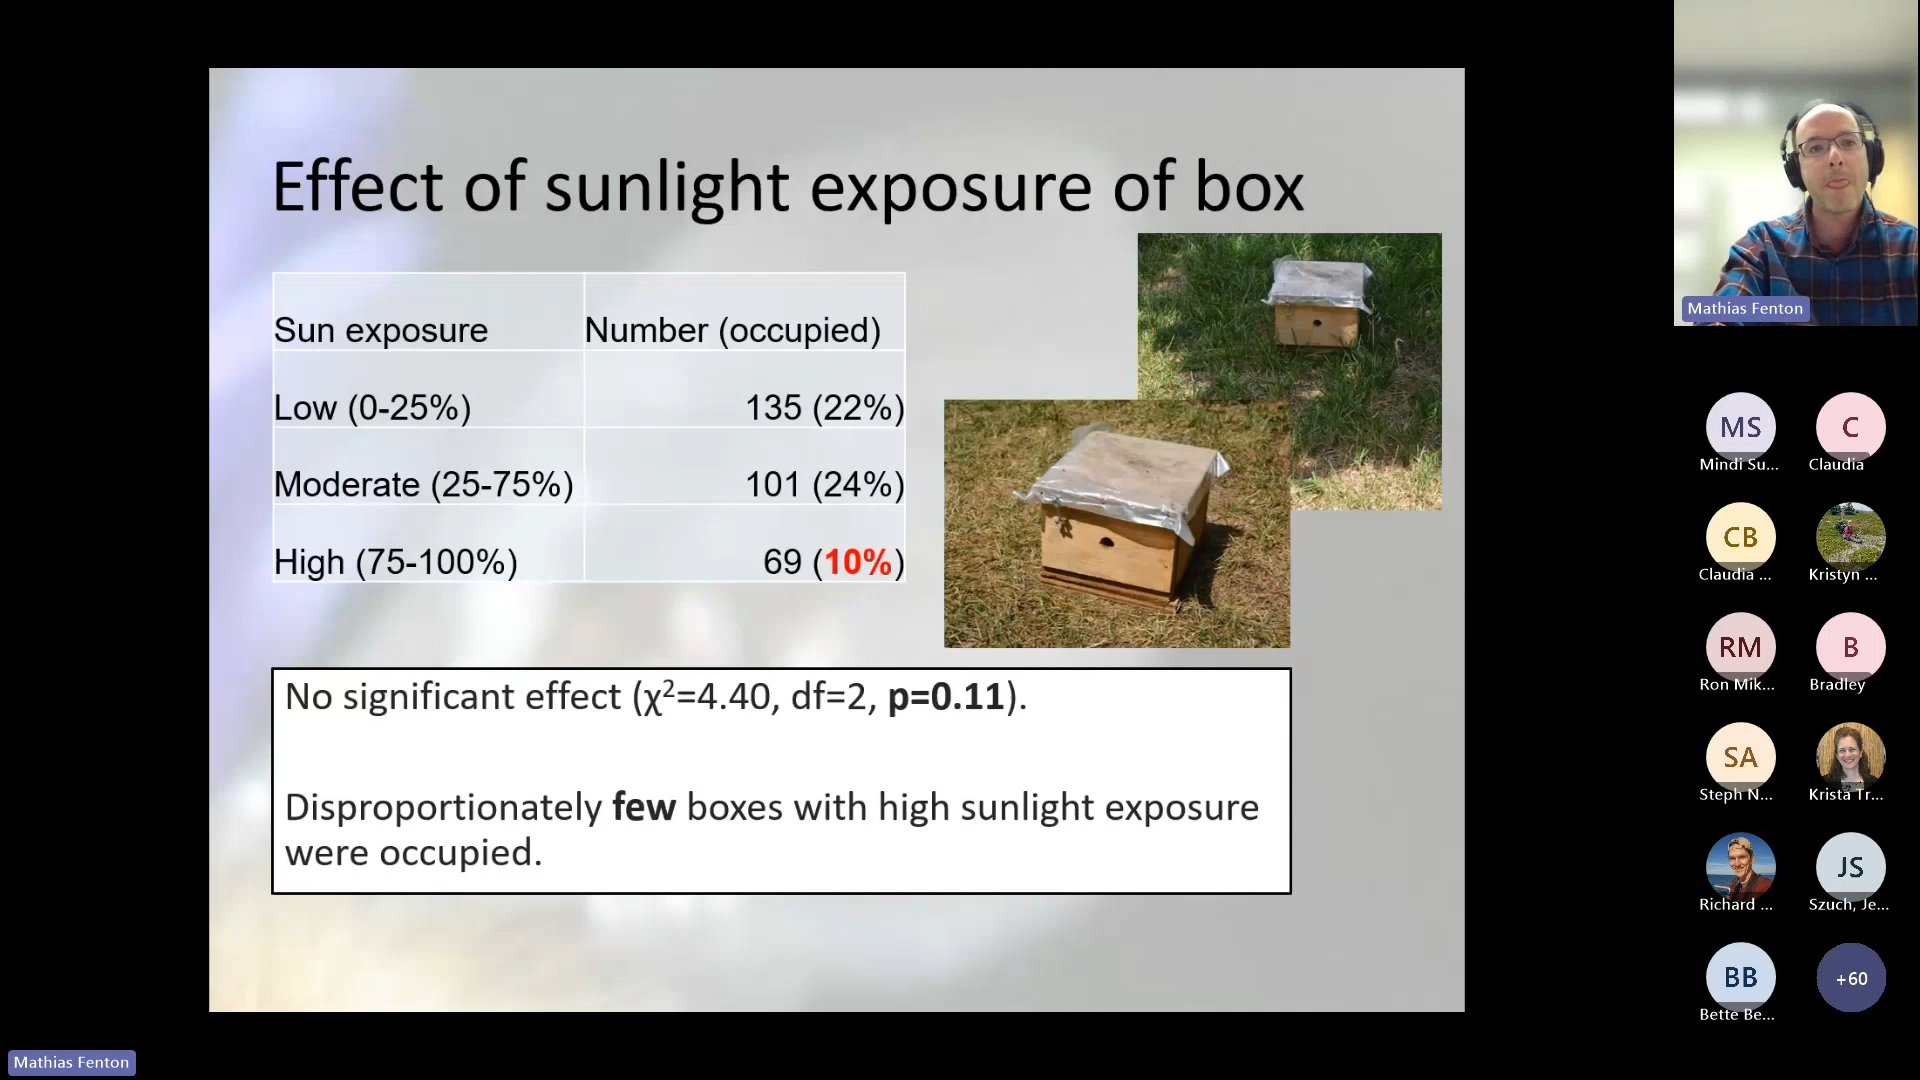 Effect of sunlight exposure of box
Sun exposure Number (occupied)
Low (0-25%) 135 (22%)
Moderate (25-75%) 101 (24%)
High (75-100%) 69 (10%)
No significant effect (χ²=4.40, df=2, p=0.11).
Disproportionately few boxes with high sunlight exposure
were occupied.
Mathias Fenton
MS C
Mindi Su... Claudia
CB
Claudia ... Kristyn ...
RM B
Ron Mik... Bradley
SA
Steph N... Krista Tr...
JS
Richard ... Szuch, Je...
BB +60
Bette Be...
Mathias Fenton